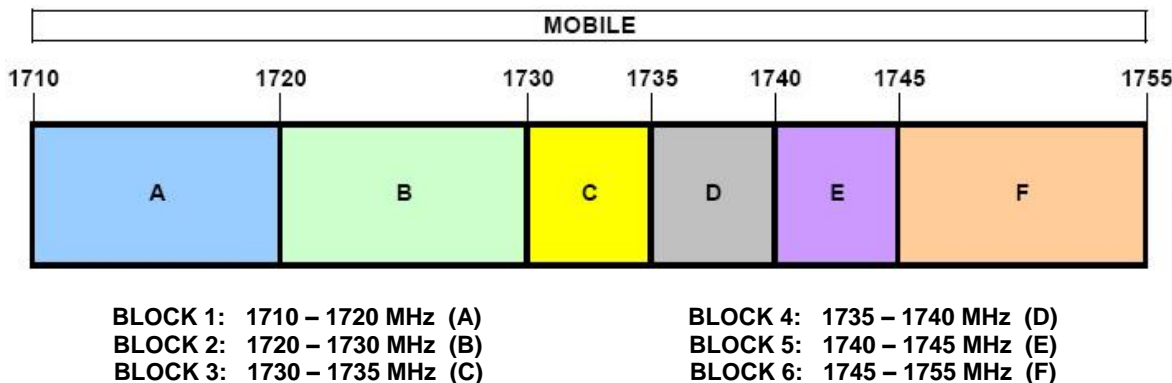 MOBILE
1710 1720 1730 1735 1740 1745 1755
A B C D E F
BLOCK 1: 1710 – 1720 MHz (A)
BLOCK 2: 1720 – 1730 MHz (B)
BLOCK 3: 1730 – 1735 MHz (C)
BLOCK 4: 1735 – 1740 MHz (D)
BLOCK 5: 1740 – 1745 MHz (E)
BLOCK 6: 1745 – 1755 MHz (F)